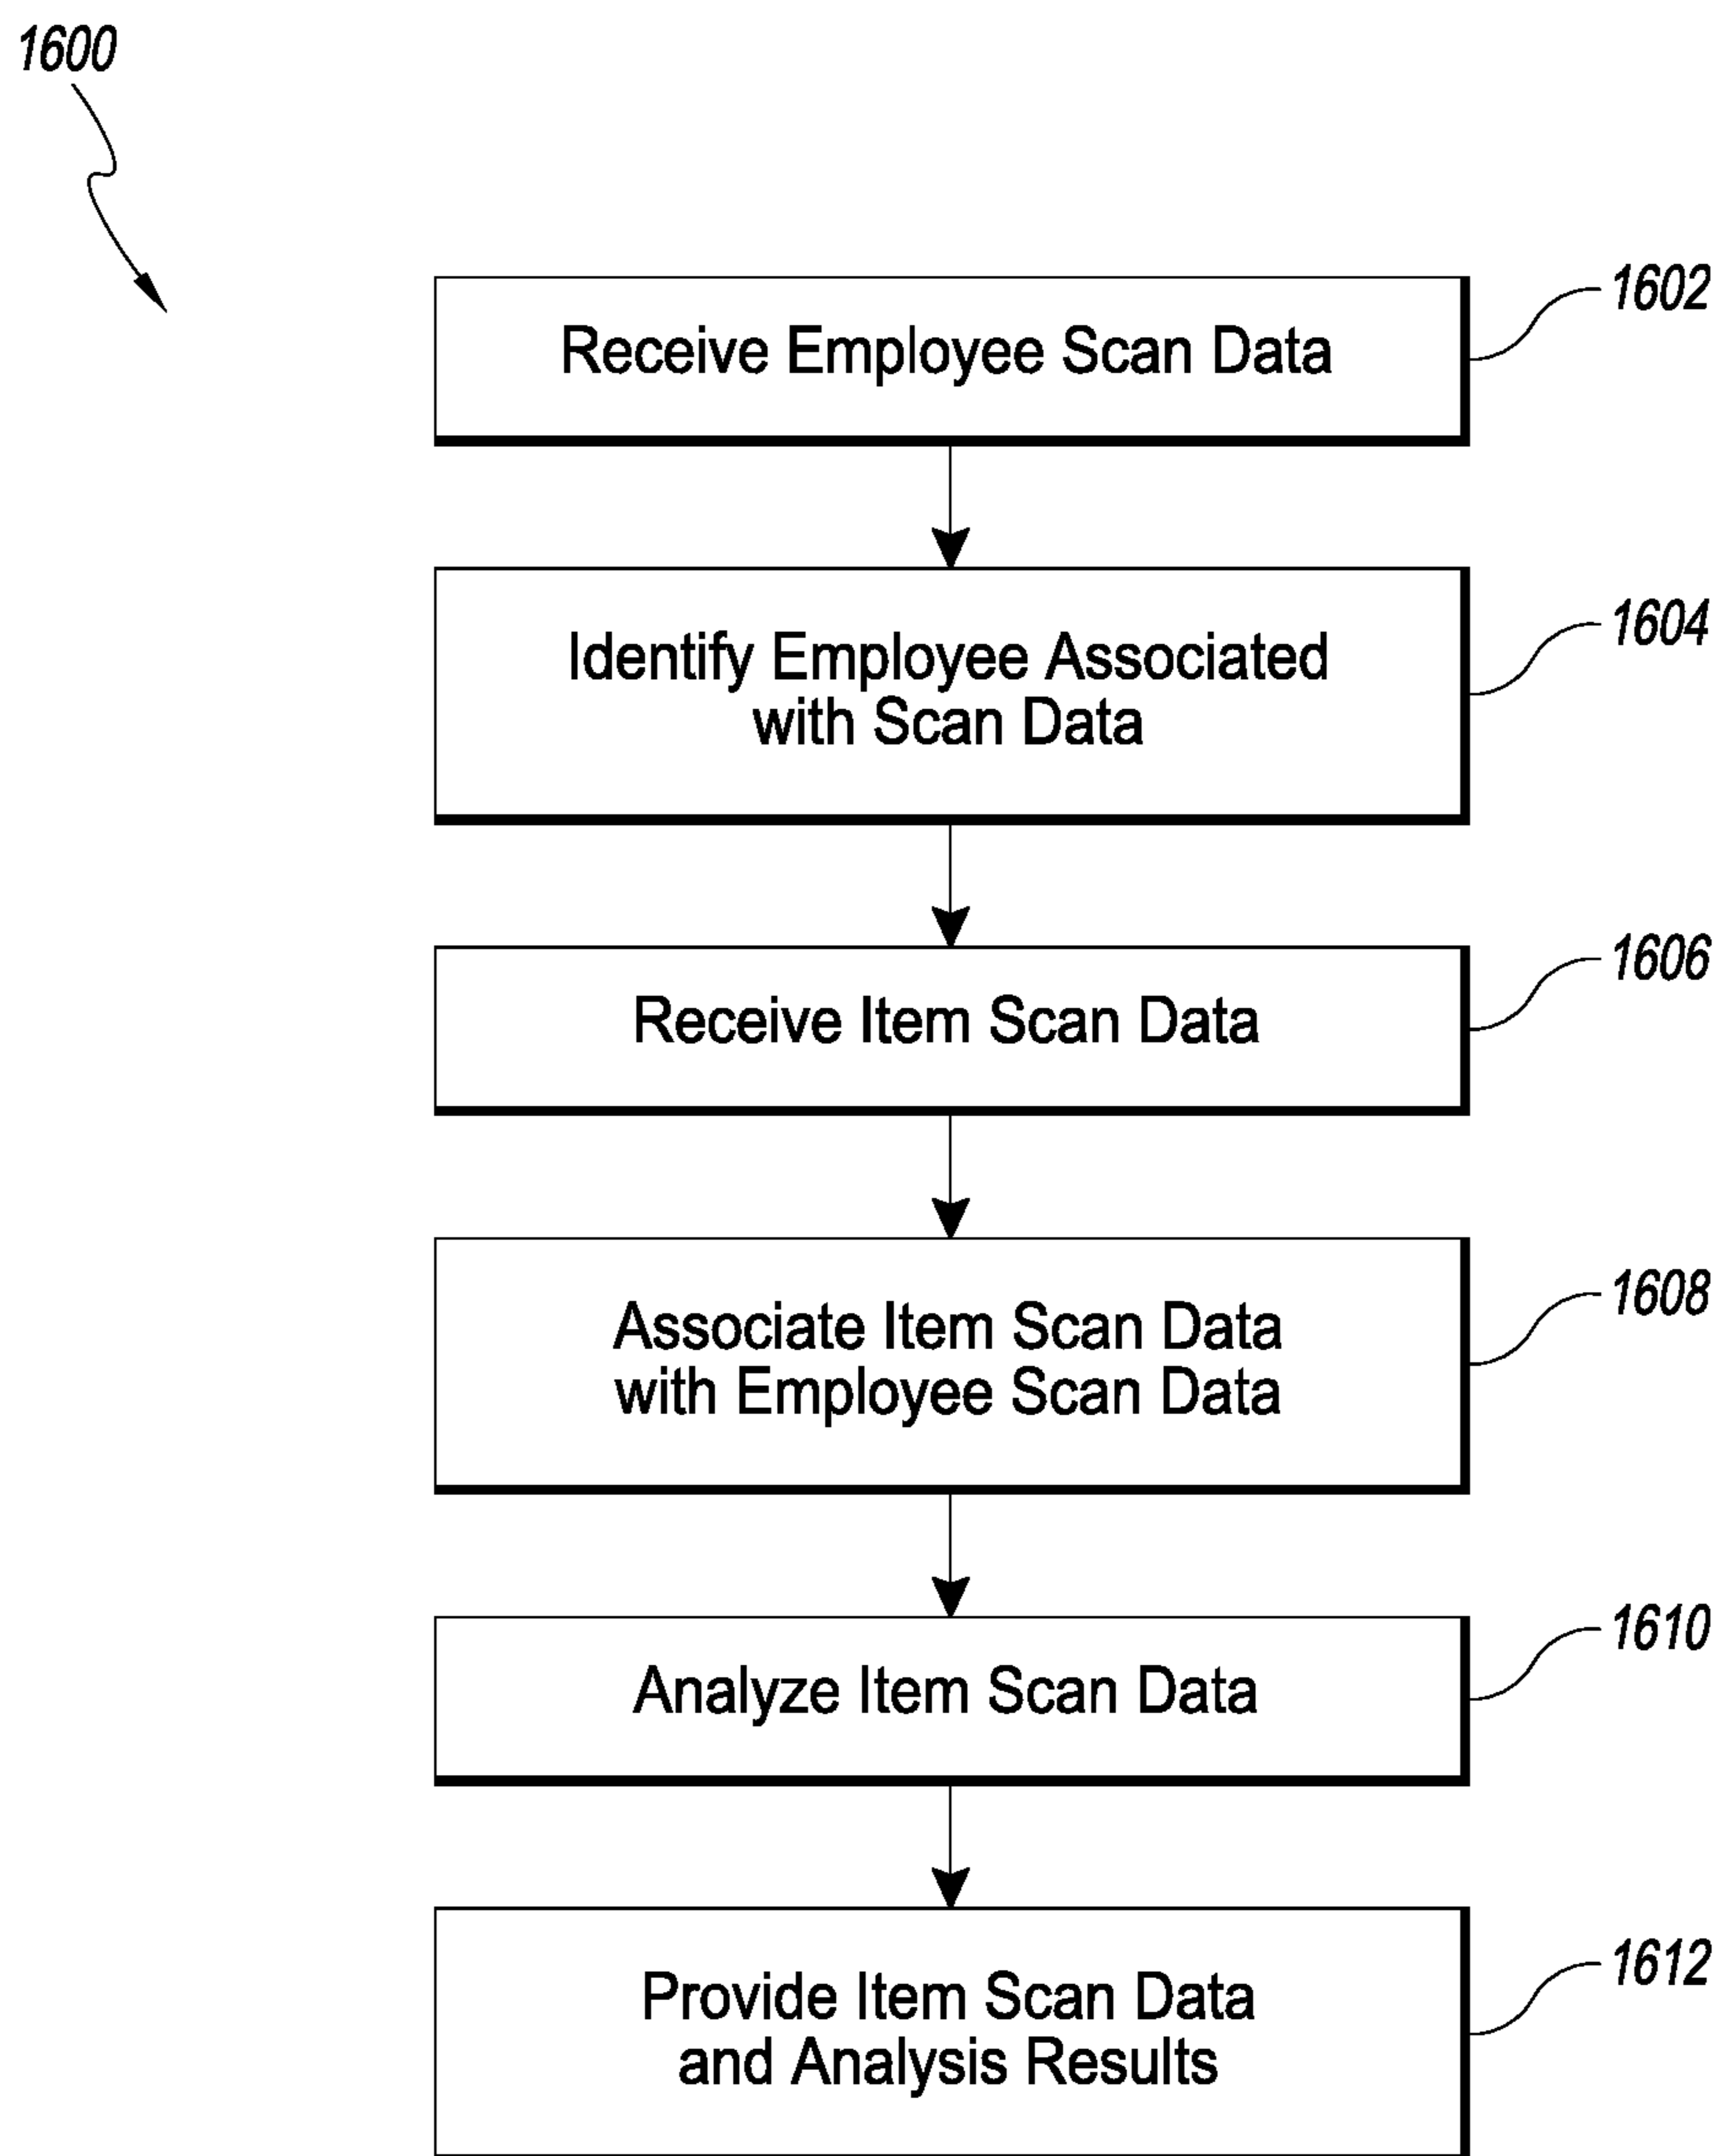 1600
Receive Employee Scan Data
1602
Identify Employee Associated
with Scan Data
1604
Receive Item Scan Data
1606
Associate Item Scan Data
with Employee Scan Data
1608
Analyze Item Scan Data
1610
Provide Item Scan Data
and Analysis Results
1612